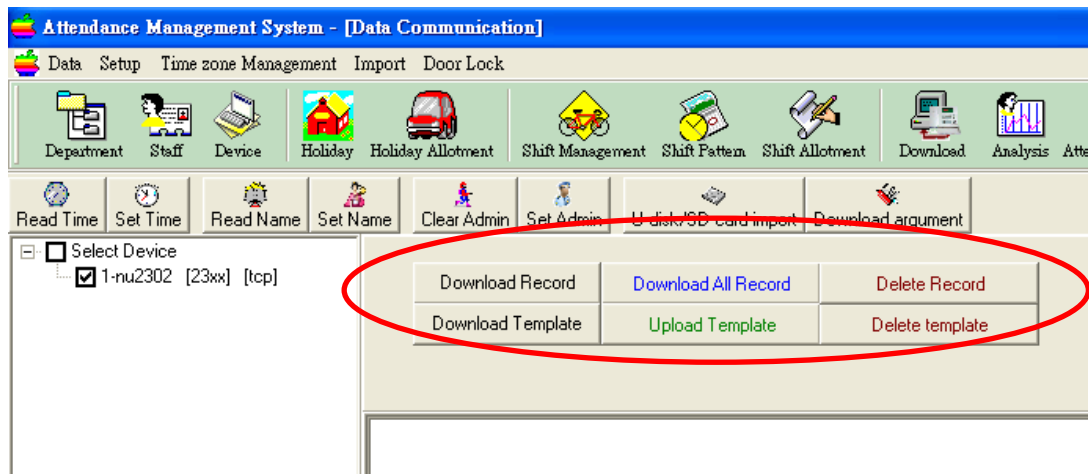 Attendance Management System - [Data Communication]
Data Setup Time zone Management Import Door Lock
Department Staff Device Holiday Holiday Allotment Shift Management Shift Pattern Shift Allotment Download Analysis Atte
Read Time Set Time Read Name Set Name Clear Admin Set Admin U-disk/SD-card import Download argument
Select Device
1-nu2302 [23xx] [tcp]
Download Record Download All Record Delete Record
Download Template Upload Template Delete template